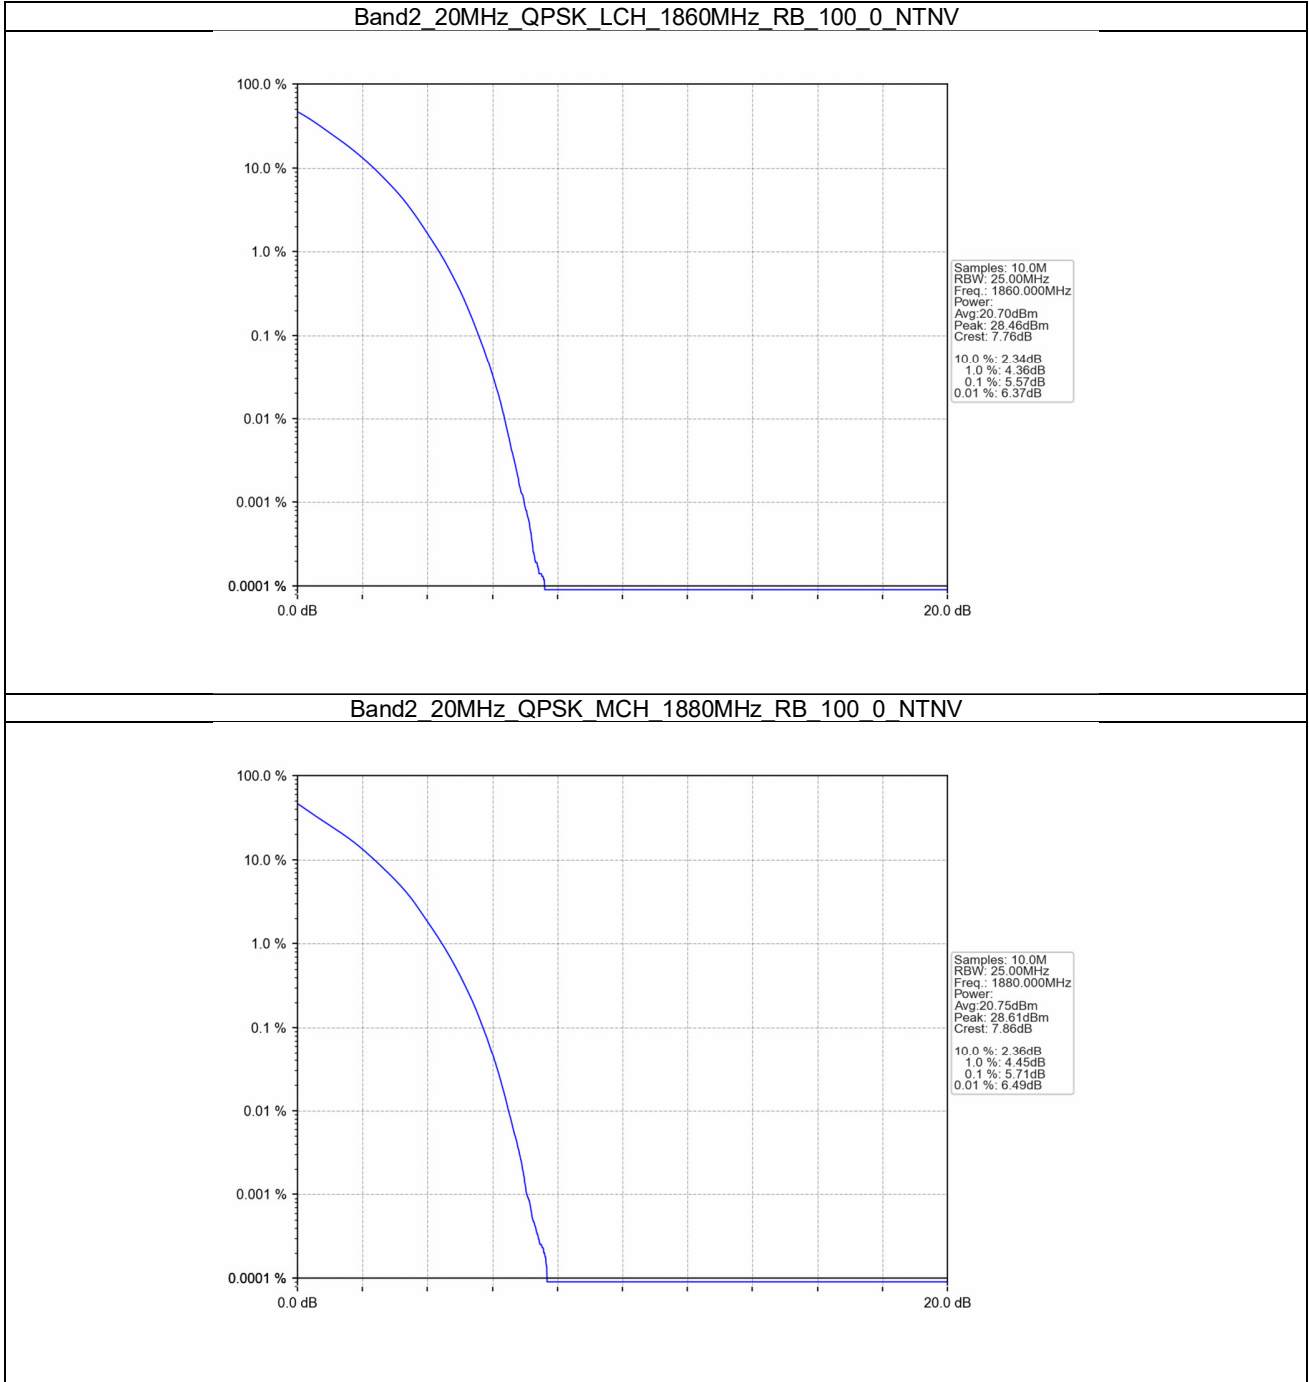 Band2_20MHz_QPSK_LCH_1860MHz_RB_100_0_NTNV
100.0 %
10.0 %
1.0 %
0.1 %
0.01 %
0.001 %
0.0001 %
0.0 dB
20.0 dB
Samples: 10.0M
RBW: 25.00MHz
Freq.: 1860.000MHz
Power:
Avg:20.70dBm
Peak: 28.46dBm
Crest: 7.76dB
10.0 %: 2.34dB
1.0 %: 4.36dB
0.1 %: 5.57dB
0.01 %: 6.37dB
Band2_20MHz_QPSK_MCH_1880MHz_RB_100_0_NTNV
100.0 %
10.0 %
1.0 %
0.1 %
0.01 %
0.001 %
0.0001 %
0.0 dB
20.0 dB
Samples: 10.0M
RBW: 25.00MHz
Freq.: 1880.000MHz
Power:
Avg:20.75dBm
Peak: 28.61dBm
Crest: 7.86dB
10.0 %: 2.36dB
1.0 %: 4.45dB
0.1 %: 5.71dB
0.01 %: 6.49dB